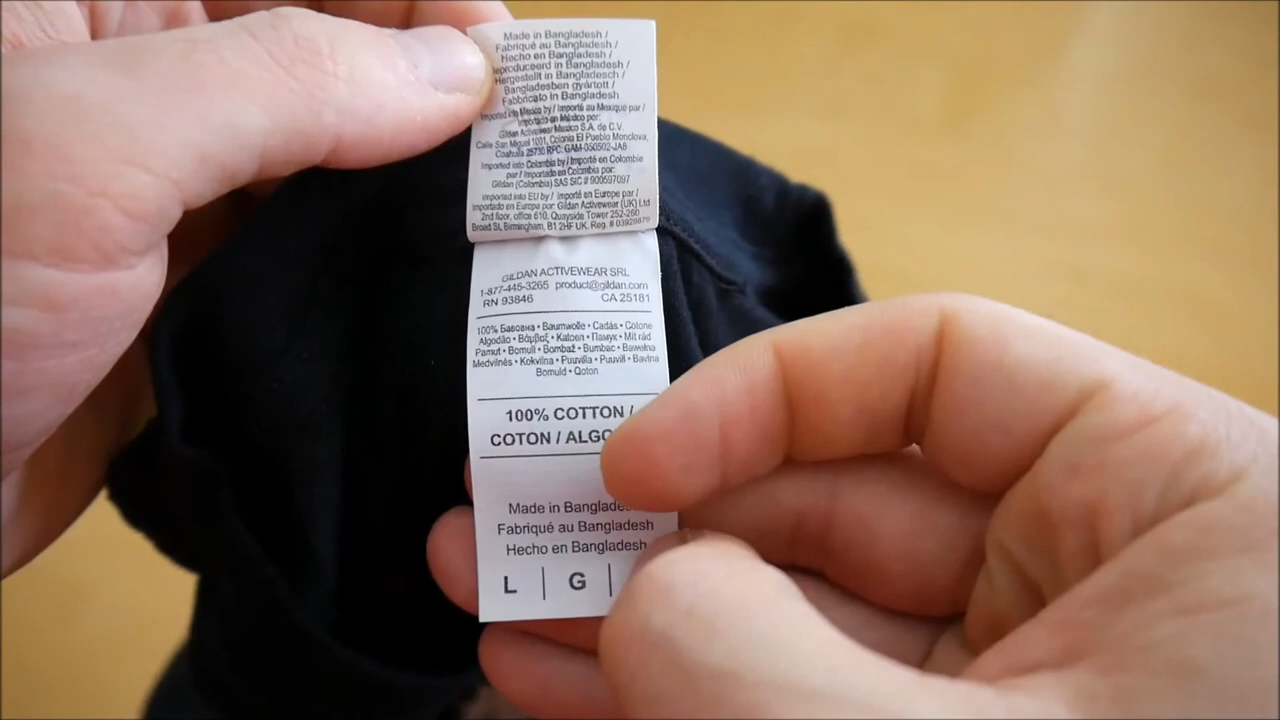 Made in Bangladesh /
Fabriqué au Bangladesh /
Hecho en Bangladesh /
eproduceerd in Bangladesh /
Hergestellt in Bangladesch /
Bangladesben gyártott /
Fabbricato in Bangladesh
Imported into Mexico by / Importé au Mexique par /
Importado en México por:
Gildan Activewear Mexico S.A. de C.V.
Calle San Miguel 1001, Colonia El Pueblo Monclova,
Coahuila 25730 RFC: GAM-050502-JA8
Imported into Colombia by / Importé en Colombie
par / Importado en Colombia por:
Gildan (Colombia) SAS SIC # 900597097
Imported into EU by / Importé en Europe par /
Importado en Europa por: Gildan Activewear (UK) Ltd
2nd floor, office 610, Quayside Tower 252-260
Broad St, Birmingham, B1 2HF UK. Reg. # 03929879
GILDAN ACTIVEWEAR SRL
1-877-445-3265 product@gildan.com
RN 93846 CA 25181
100% Бавовна • Baumwolle • Cadás • Cotone
Algodão • Βάμβαξ • Katoen • Памук • Mit rád
Pamut • Bomull • Bombaž • Bumbac • Bawełna
Medvilnės • Kokvilna • Puuvilla • Puuvill • Bavlna
Bomuld • Qoton
100% COTTON /
COTON / ALGO
Made in Banglades
Fabriqué au Bangladesh
Hecho en Bangladesh
L | G |